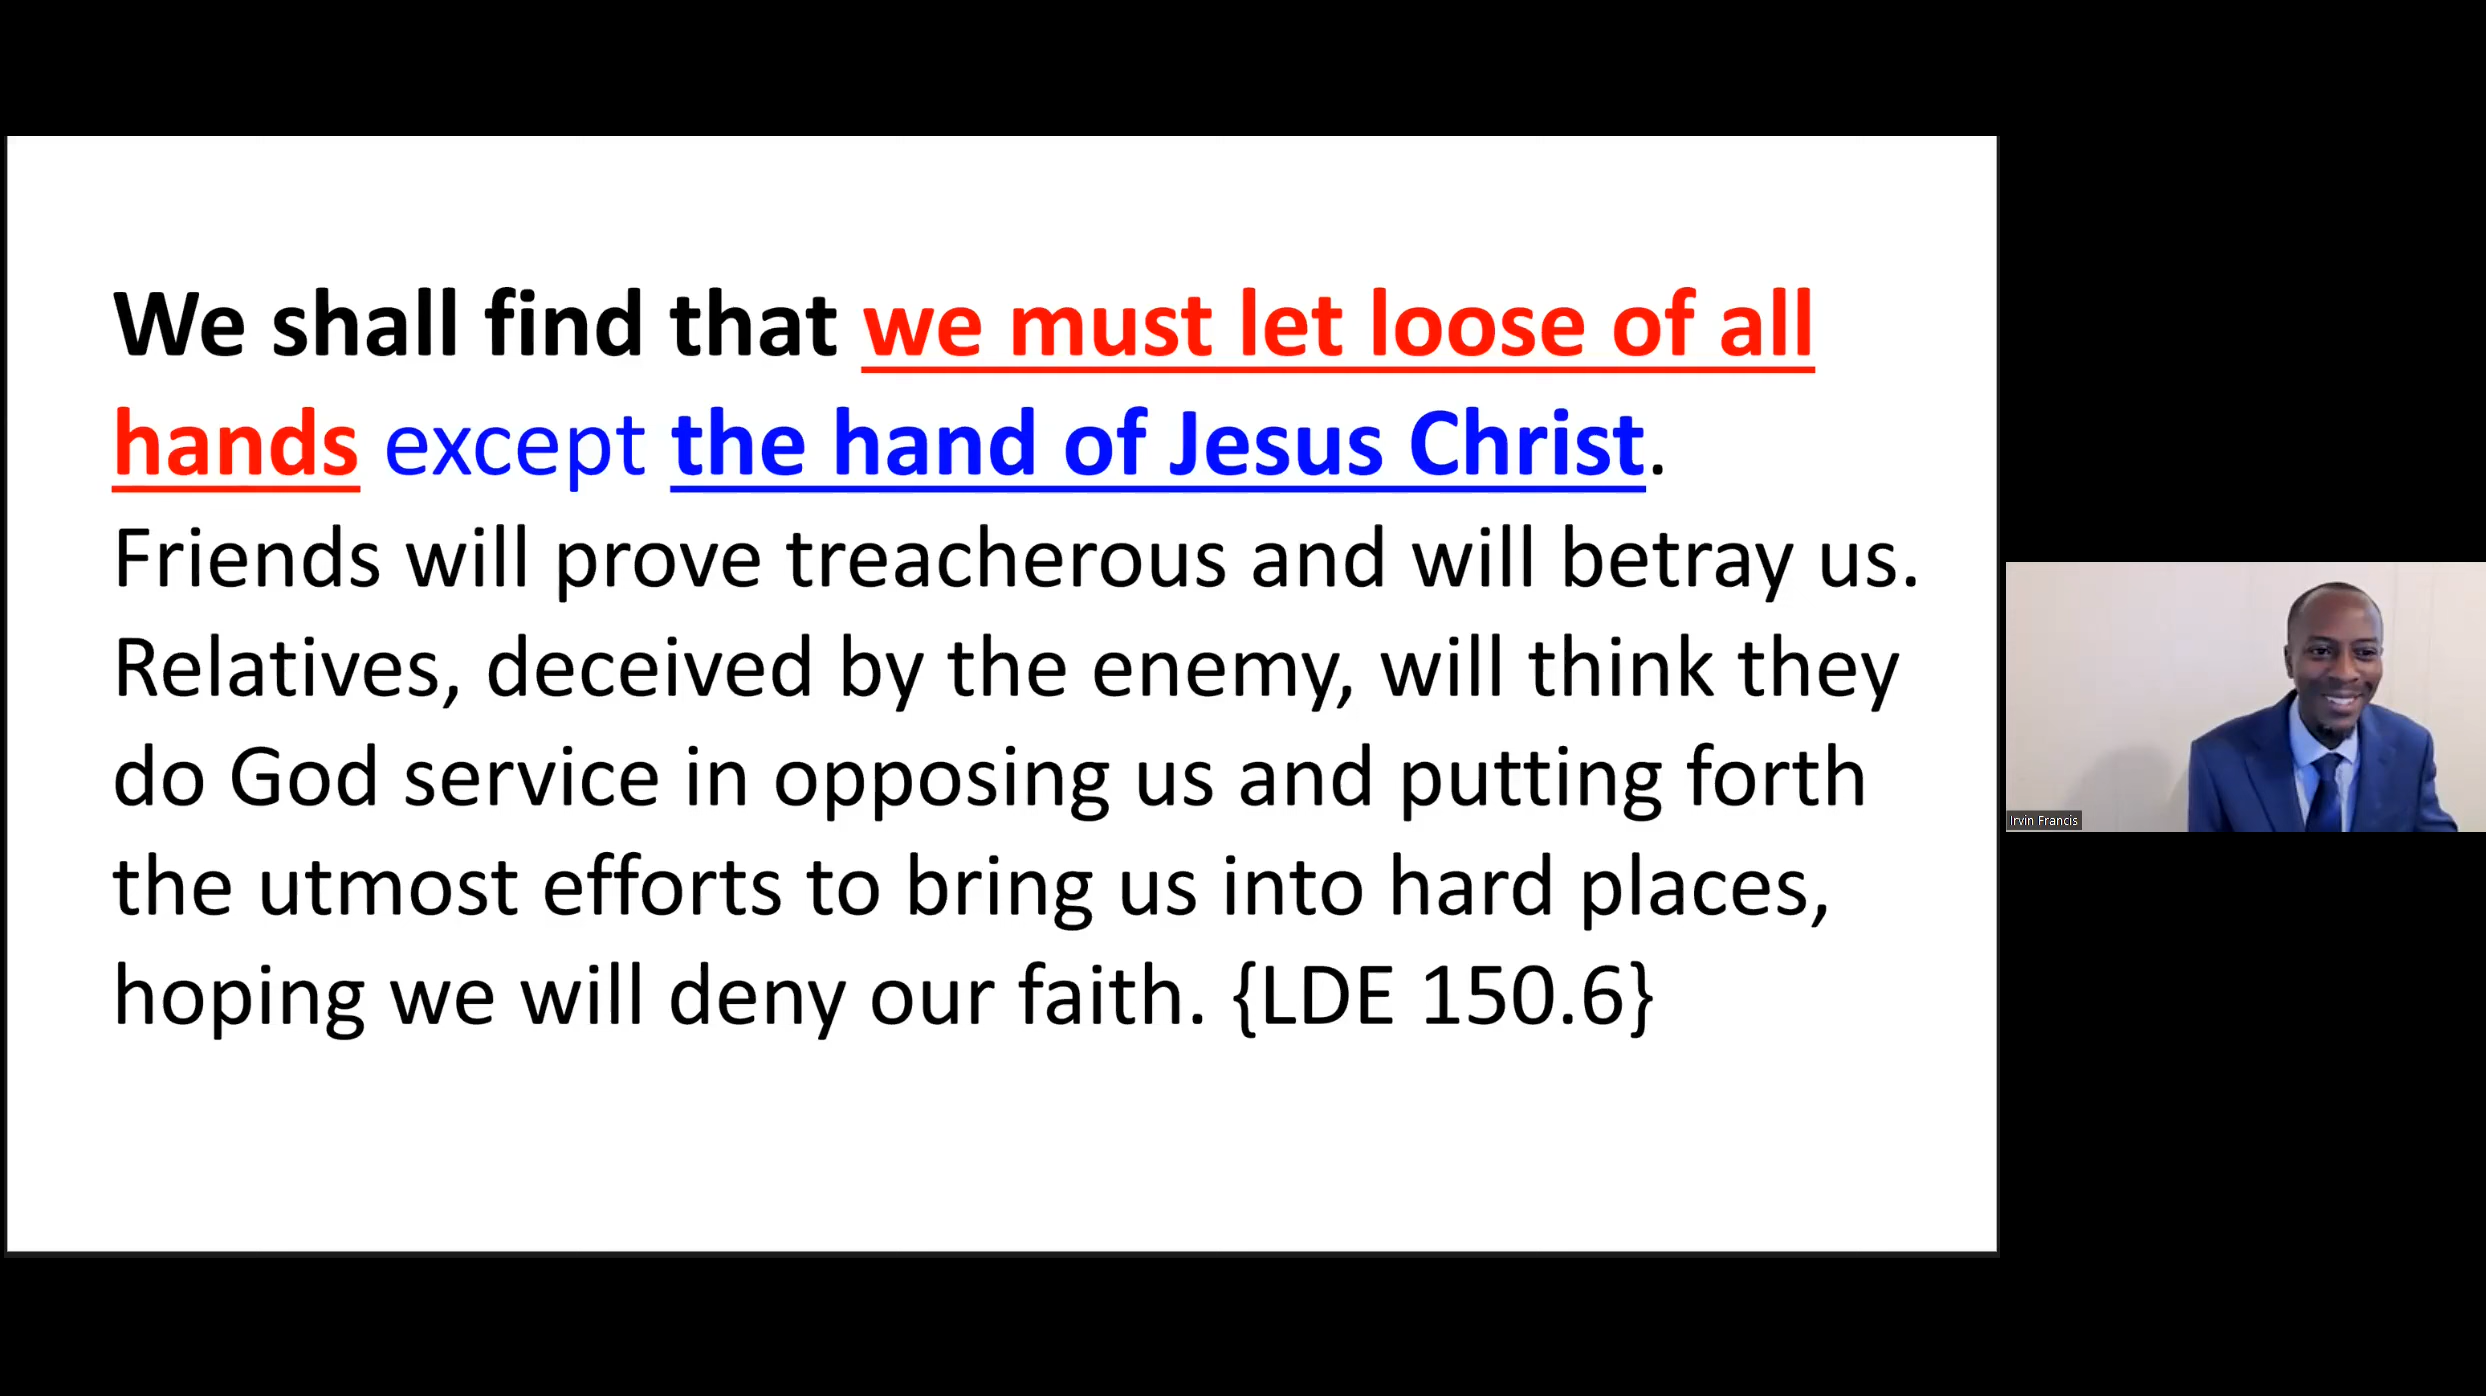 We shall find that we must let loose of all
hands except the hand of Jesus Christ.
Friends will prove treacherous and will betray us.
Relatives, deceived by the enemy, will think they
do God service in opposing us and putting forth
the utmost efforts to bring us into hard places,
hoping we will deny our faith. {LDE 150.6}
Irvin Francis